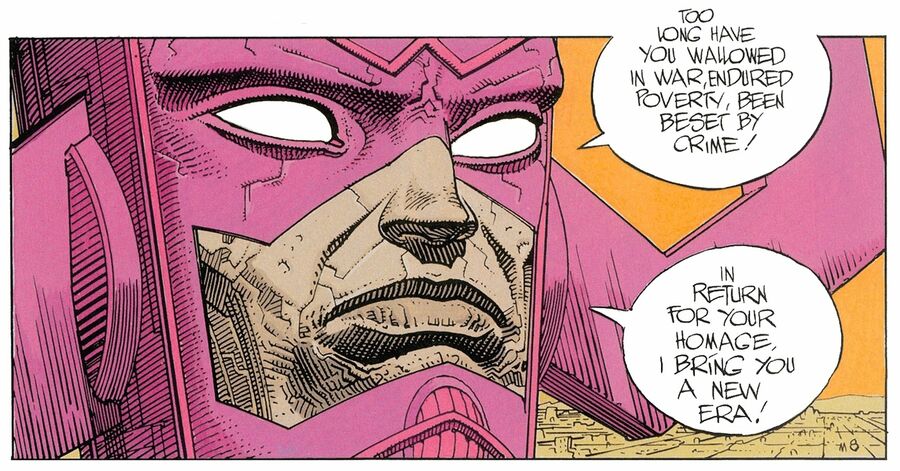 TOO
LONG HAVE
YOU WALLOWED
IN WAR, ENDURED
POVERTY, BEEN
BESET BY
CRIME!
IN
RETURN
FOR YOUR
HOMAGE,
I BRING YOU
A NEW
ERA!
M8